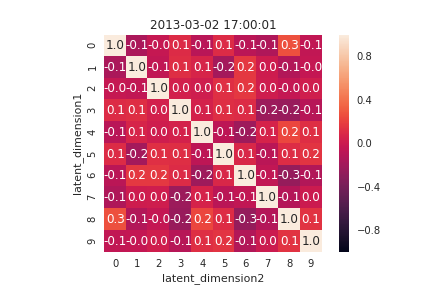 2013-03-02 17:00:01
latent_dimension1
0 1.0 -0.1 -0.0 0.1 -0.1 0.1 -0.1 -0.1 0.3 -0.1
1 -0.1 1.0 -0.1 0.1 0.1 -0.2 0.2 0.0 -0.1 -0.0
2 -0.0 -0.1 1.0 0.0 0.0 0.1 0.2 0.0 -0.0 0.0
3 0.1 0.1 0.0 1.0 0.1 0.1 0.1 -0.2 -0.2 -0.1
4 -0.1 0.1 0.0 0.1 1.0 -0.1 -0.2 0.1 0.2 0.1
5 0.1 -0.2 0.1 0.1 -0.1 1.0 0.1 -0.1 0.1 0.2
6 -0.1 0.2 0.2 0.1 -0.2 0.1 1.0 -0.1 -0.3 -0.1
7 -0.1 0.0 0.0 -0.2 0.1 -0.1 -0.1 1.0 -0.1 0.0
8 0.3 -0.1 -0.0 -0.2 0.2 0.1 -0.3 -0.1 1.0 0.1
9 -0.1 -0.0 0.0 -0.1 0.1 0.2 -0.1 0.0 0.1 1.0
0 1 2 3 4 5 6 7 8 9
latent_dimension2
0.8
0.4
0.0
-0.4
-0.8